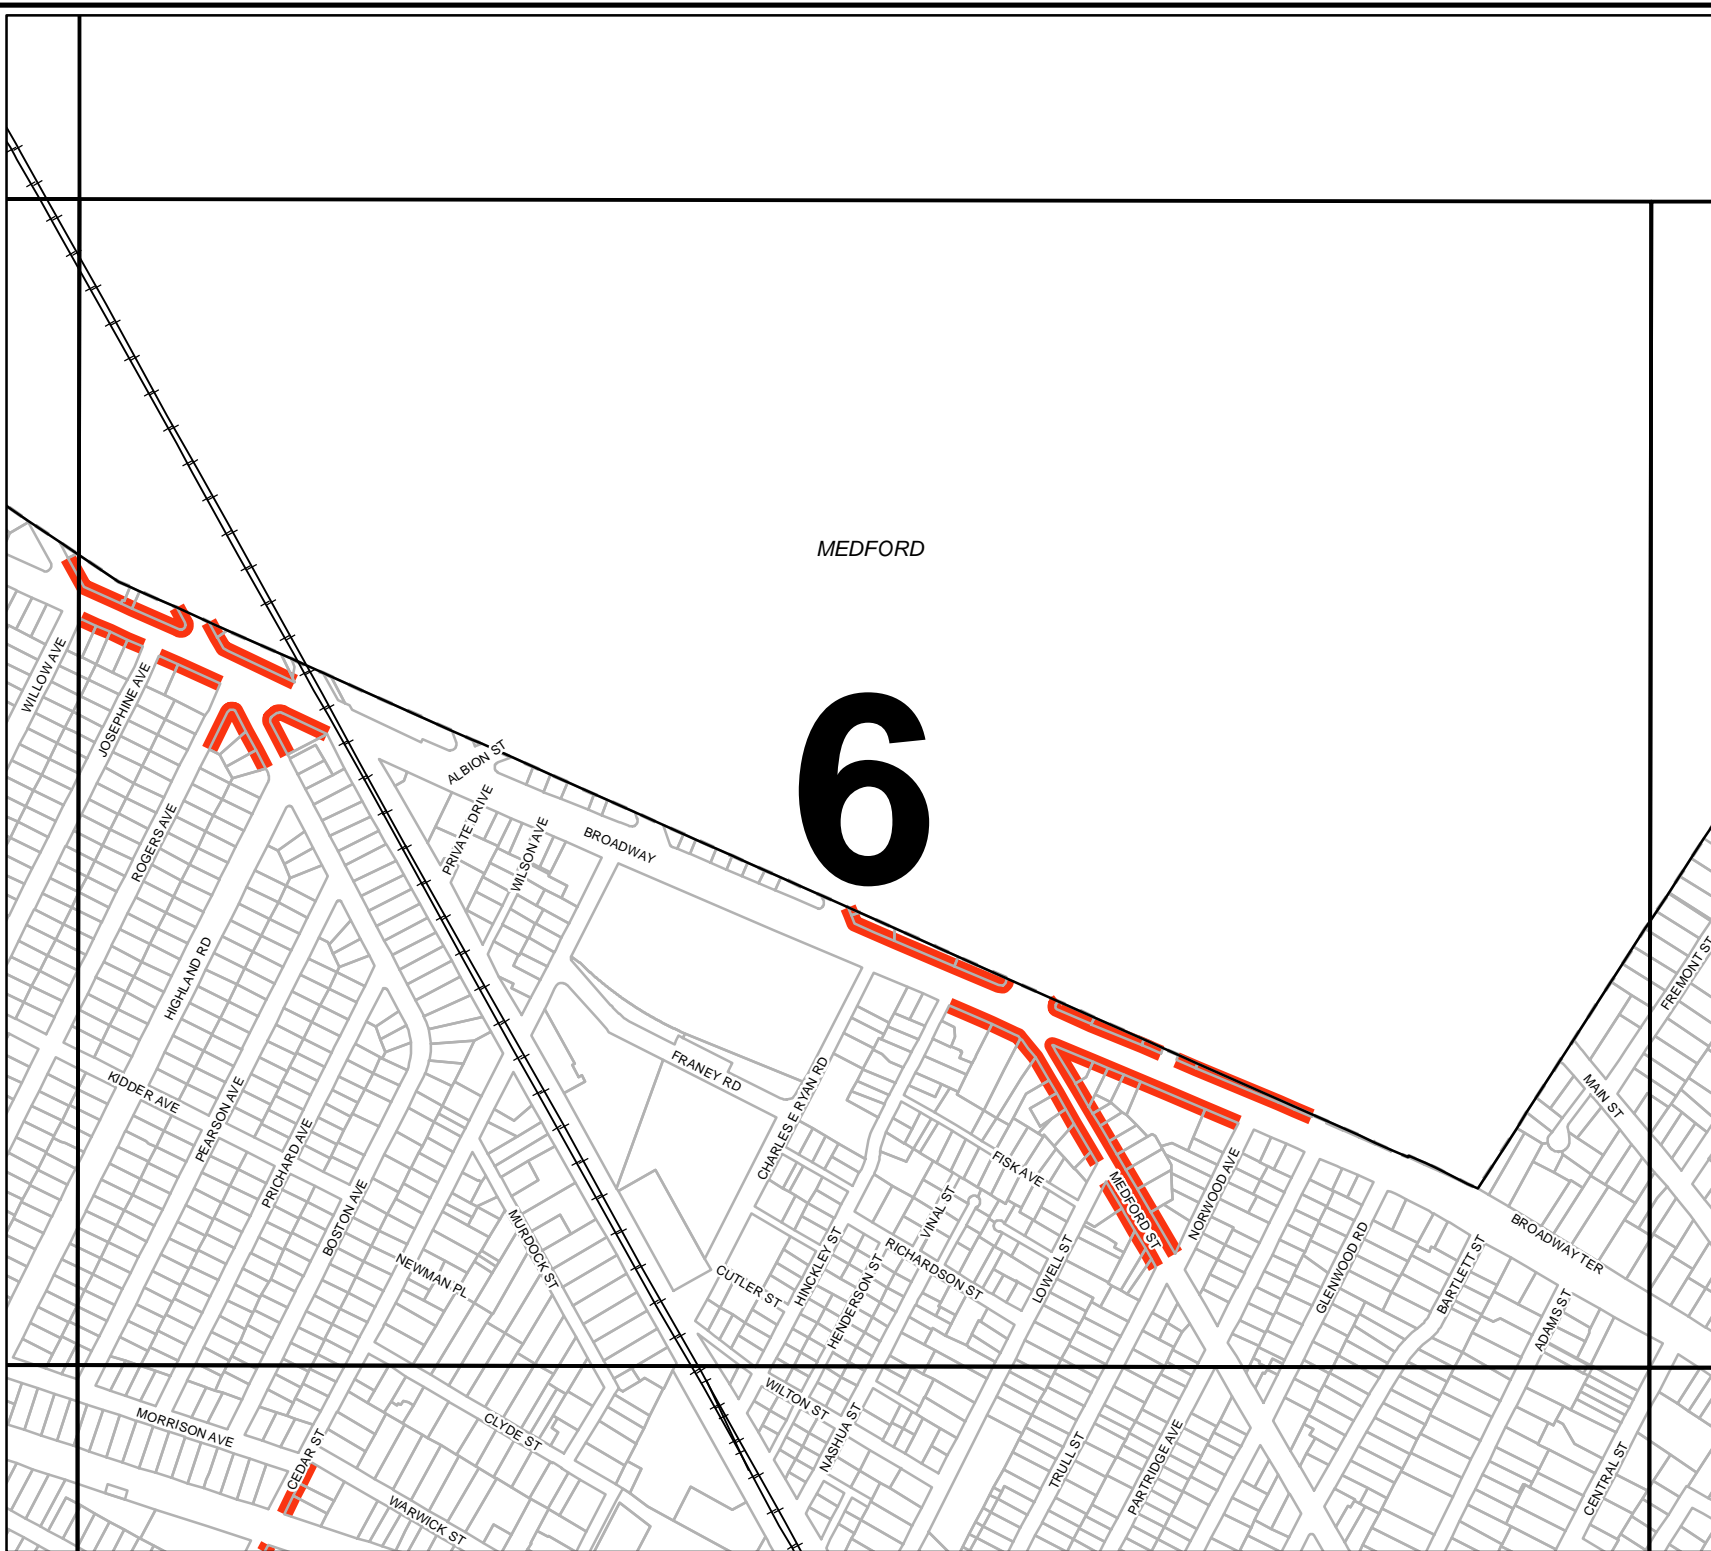 MEDFORD
6
WILLOW AVE
JOSEPHINE AVE
ALBION ST
PRIVATE DRIVE
ROGERS AVE
WILSON AVE
BROADWAY
HIGHLAND RD
FREMONT ST
KIDDER AVE
PEARSON AVE
PRICHARD AVE
FRANEY RD
CHARLES E RYAN RD
MAIN ST
BOSTON AVE
FISK AVE
MEDFORD ST
NORWOOD AVE
MURDOCK ST
VINAL ST
NEWMAN PL
CUTLER ST
HINCKLEY ST
HENDERSON ST
RICHARDSON ST
LOWELL ST
GLENWOOD RD
BARTLETT ST
BROADWAY TER
ADAMS ST
MORRISON AVE
CEDAR ST
CLYDE ST
WILTON ST
NASHUA ST
WARWICK ST
TRULL ST
PARTRIDGE AVE
CENTRAL ST